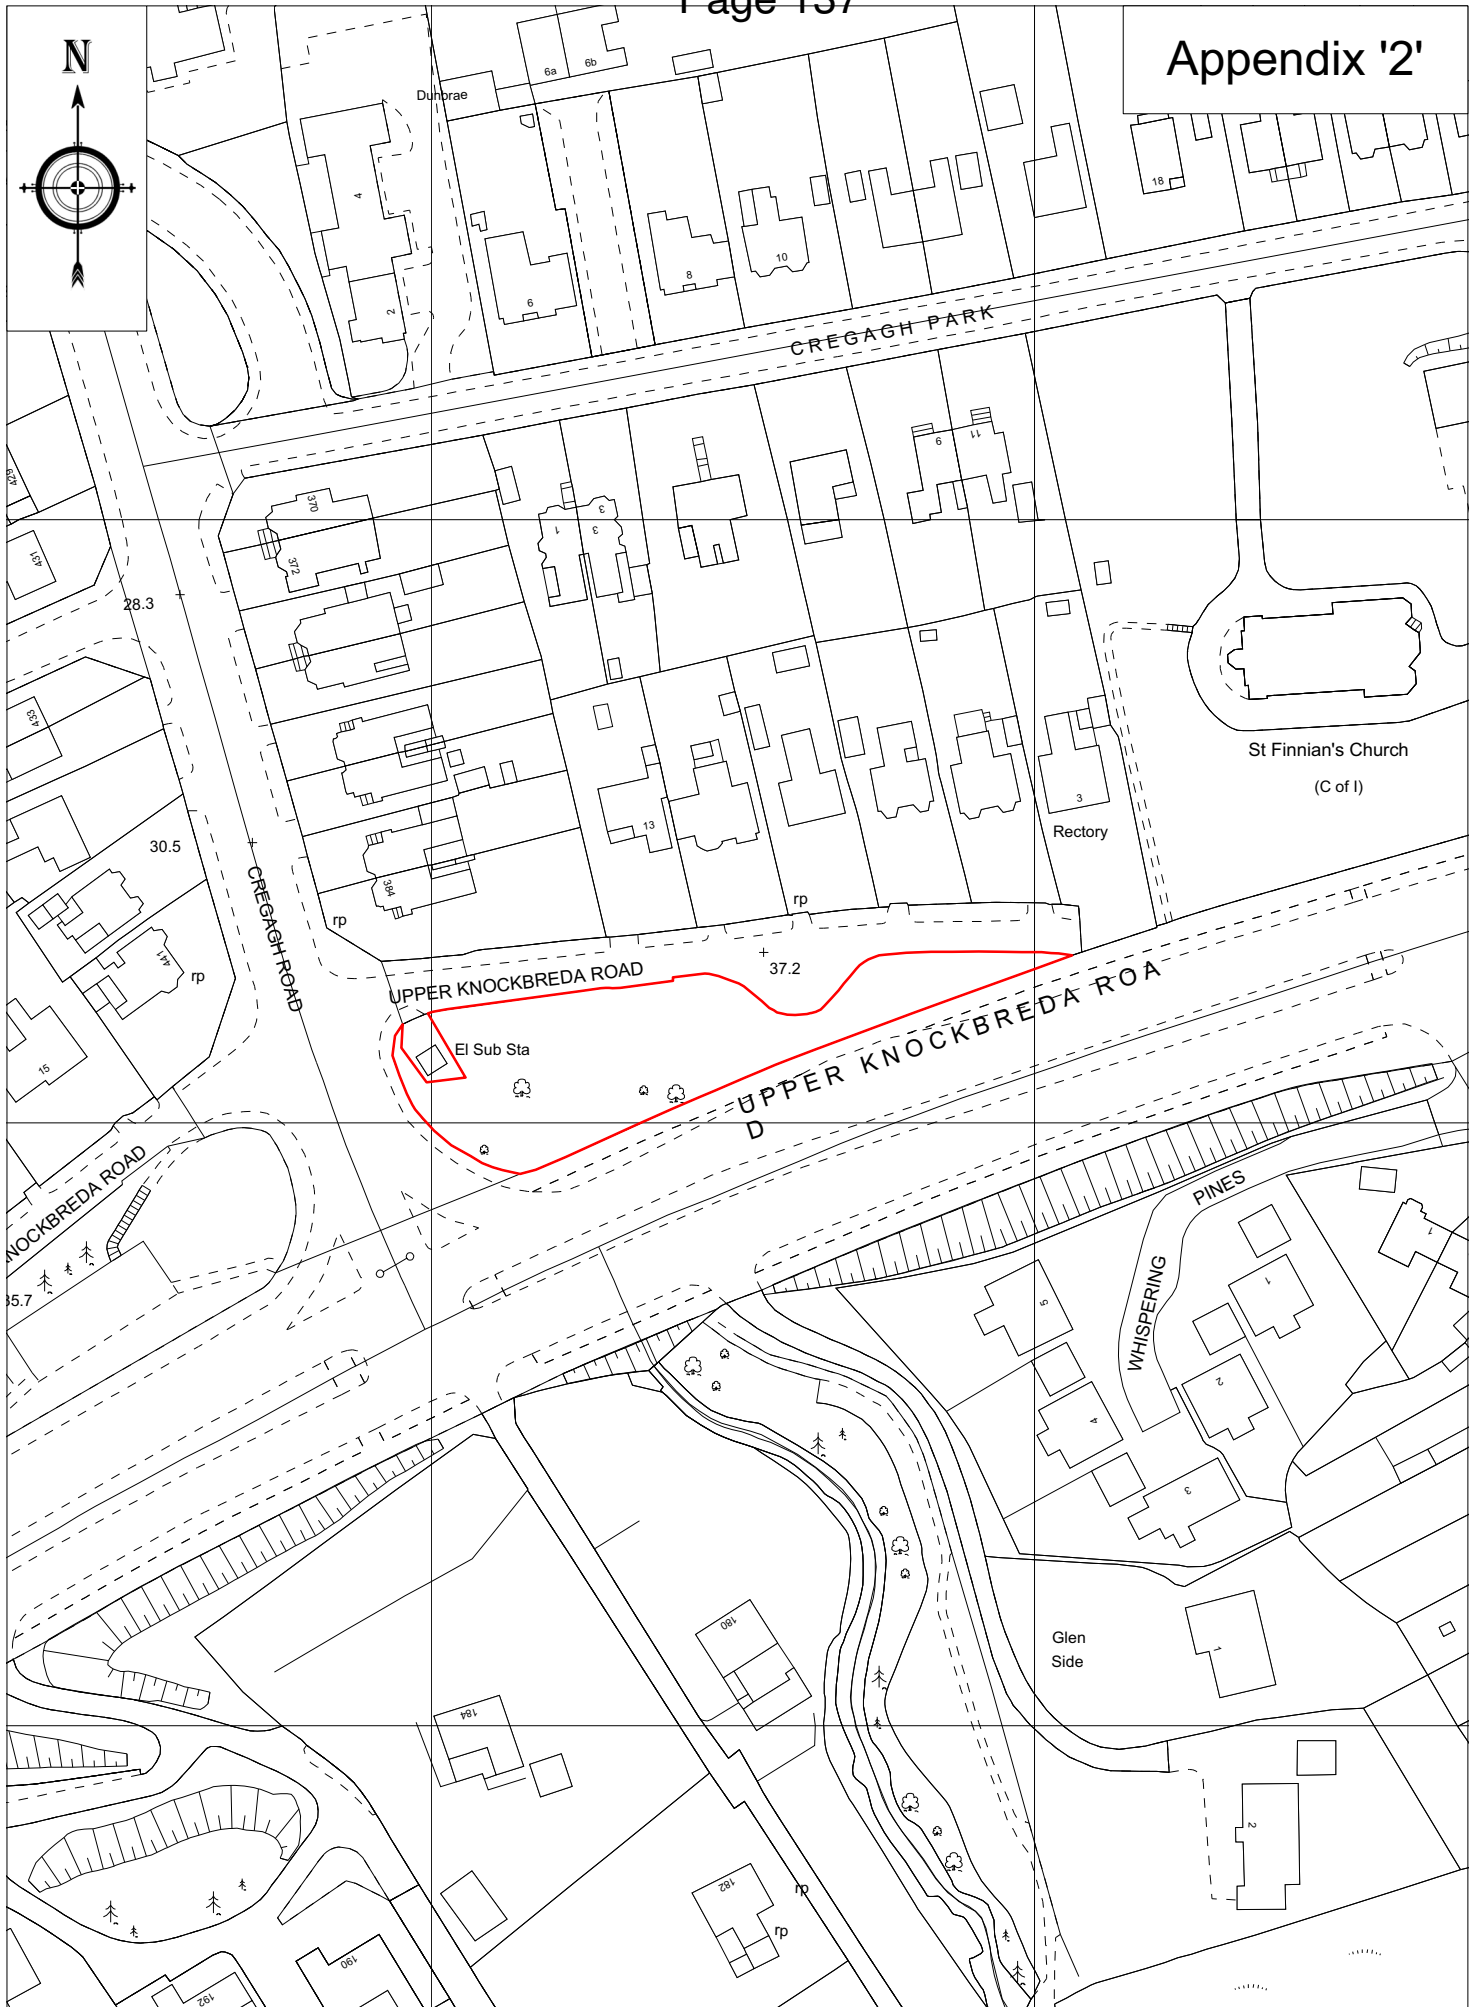 Page 137
N
Appendix '2'
6a
6b
Dunbrae
4
2
6
8
10
18
CREGAGH PARK
429
431
433
28.3
370
372
1
3
3
9
11
St Finnian's Church
(C of I)
30.5
384
13
3
Rectory
rp
rp
CREGAGH ROAD
441
rp
15
37.2
UPPER KNOCKBREDA ROAD
El Sub Sta
UPPER KNOCKBREDA ROA
D
NOCKBREDA ROAD
35.7
WHISPERING
PINES
5
4
3
2
1
1
Glen
Side
1
2
180
184
182
rp
rp
190
192